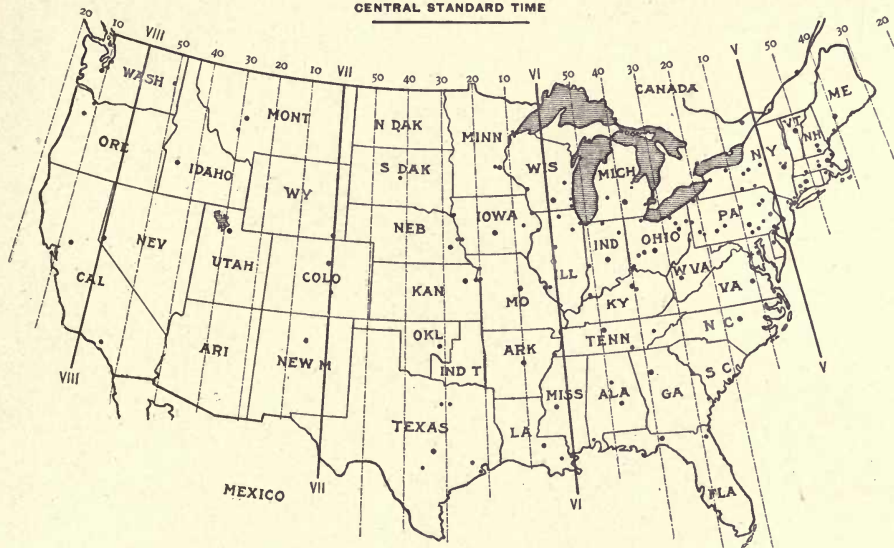 CENTRAL STANDARD TIME
20 10 VIII 50 40 30 20 10 VII 50 40 30 20 10 VI 50 40 30 20 10 V 50 40 30 20
WASH
MONT
N DAK
MINN
CANADA
ME
VT
NH
ORE
IDAHO
WY
S DAK
WIS
MICH
N Y
NEV
UTAH
NEB
IOWA
ILL
IND
OHIO
PA
CAL
COLO
KAN
MO
KY
W VA
VA
ARI
NEW M
OKL
IND T
ARK
TENN
N C
S C
TEXAS
LA
MISS
ALA
GA
FLA
MEXICO
VIII
VII
VI
V